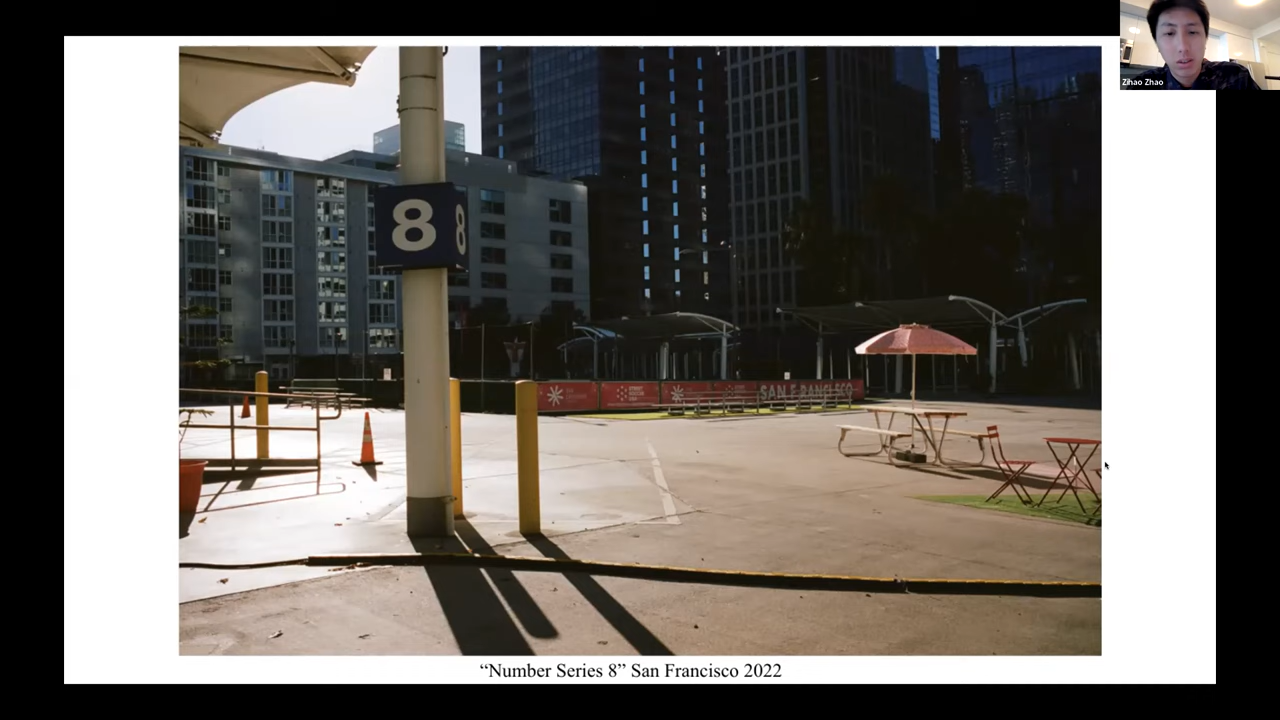 Zihao Zhao
8
8
SAN FRANCISCO
“Number Series 8” San Francisco 2022